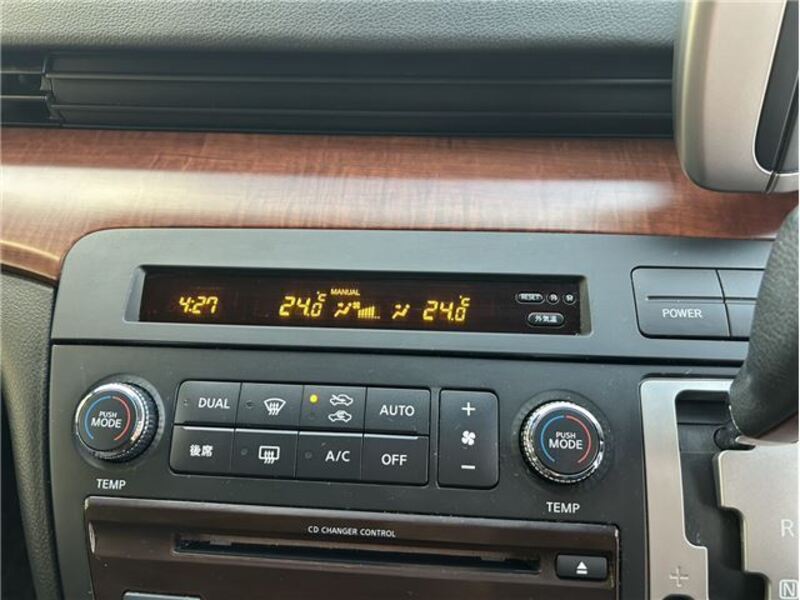 MANUAL
4:27 24.0°C 24.0°C
RESET H M
外気温
POWER
DUAL AUTO
後席 A/C OFF
PUSH MODE
TEMP
+
−
PUSH MODE
TEMP
CD CHANGER CONTROL
R
N
+